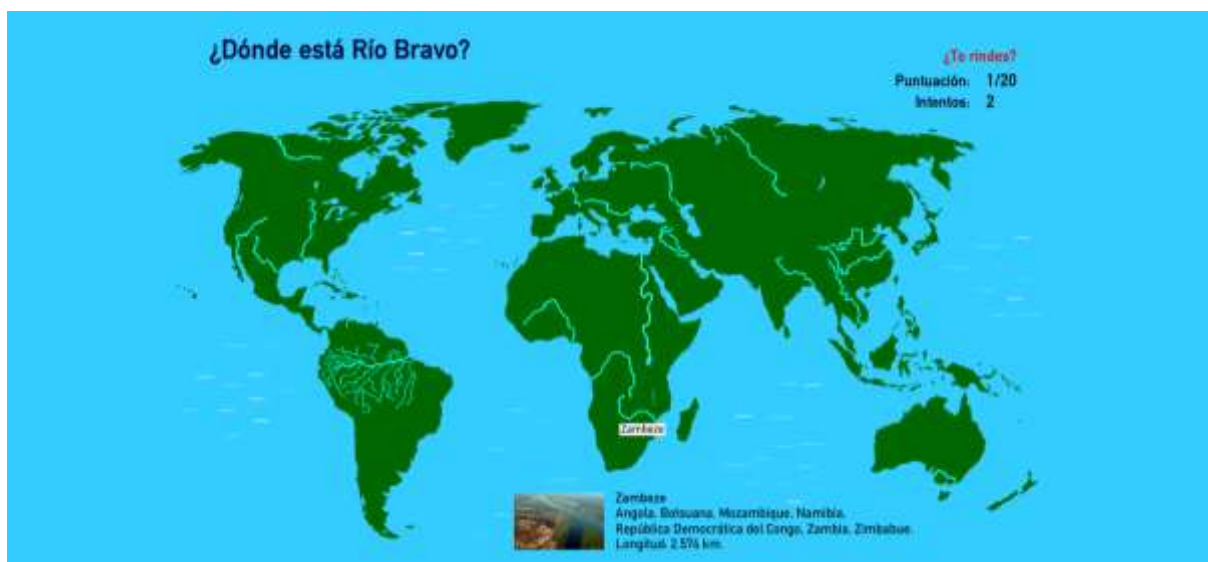 ¿Dónde está Río Bravo?
¿Te rindes?
Puntuación: 1/20
Intentos: 2
Zambeze
Zambeze
Angola, Botsuana, Mozambique, Namibia,
República Democrática del Congo, Zambia, Zimbabue.
Longitud: 2.574 km.